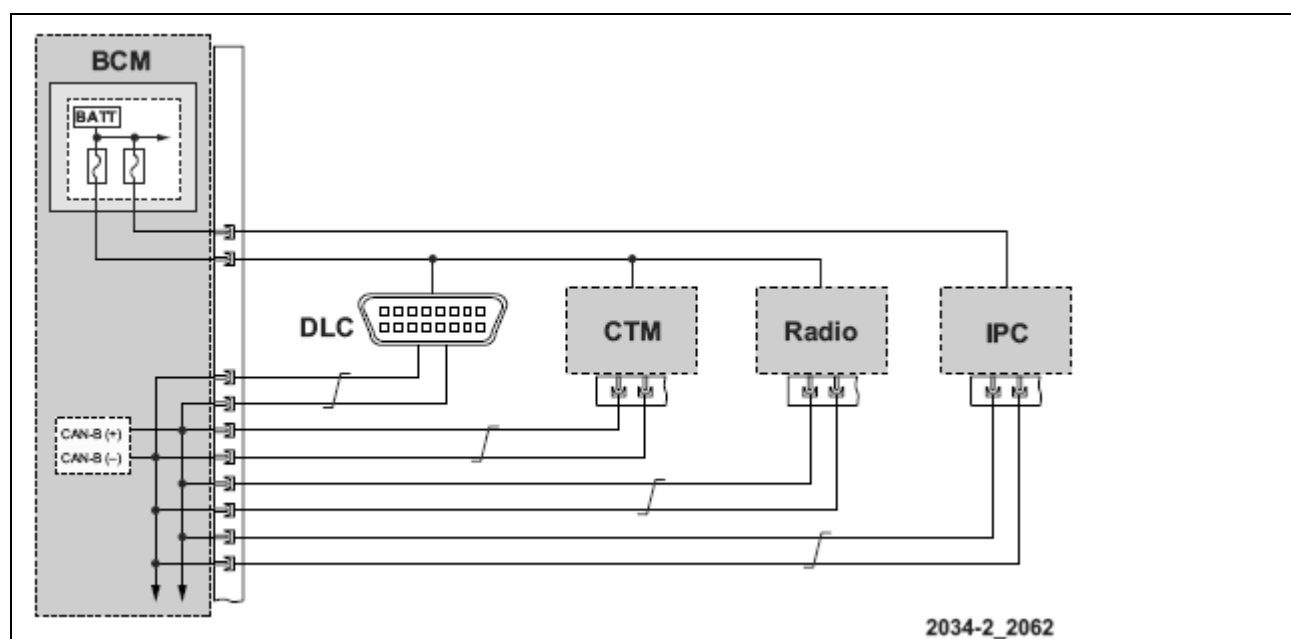 BCM
BATT
DLC
CTM
Radio
IPC
CAN-B (+)
CAN-B (–)
2034-2_2062